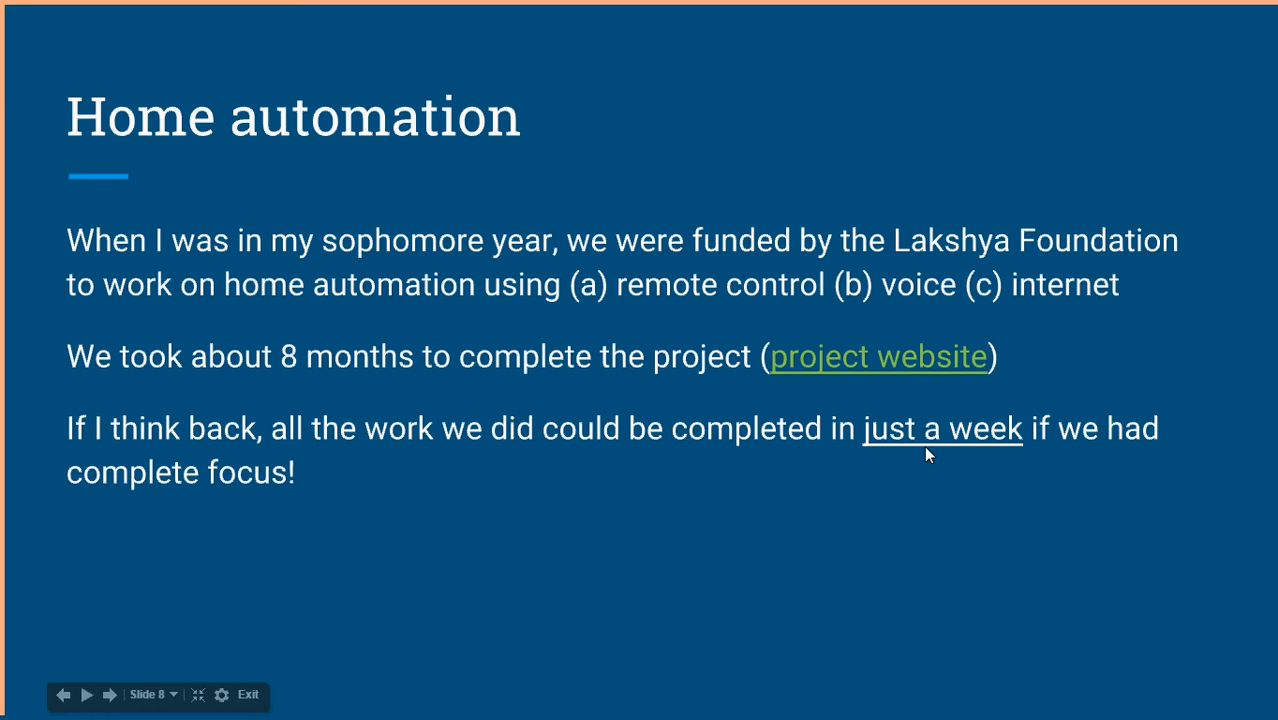 Home automation
When I was in my sophomore year, we were funded by the Lakshya Foundation
to work on home automation using (a) remote control (b) voice (c) internet
We took about 8 months to complete the project (project website)
If I think back, all the work we did could be completed in just a week if we had
complete focus!
Slide 8 Exit